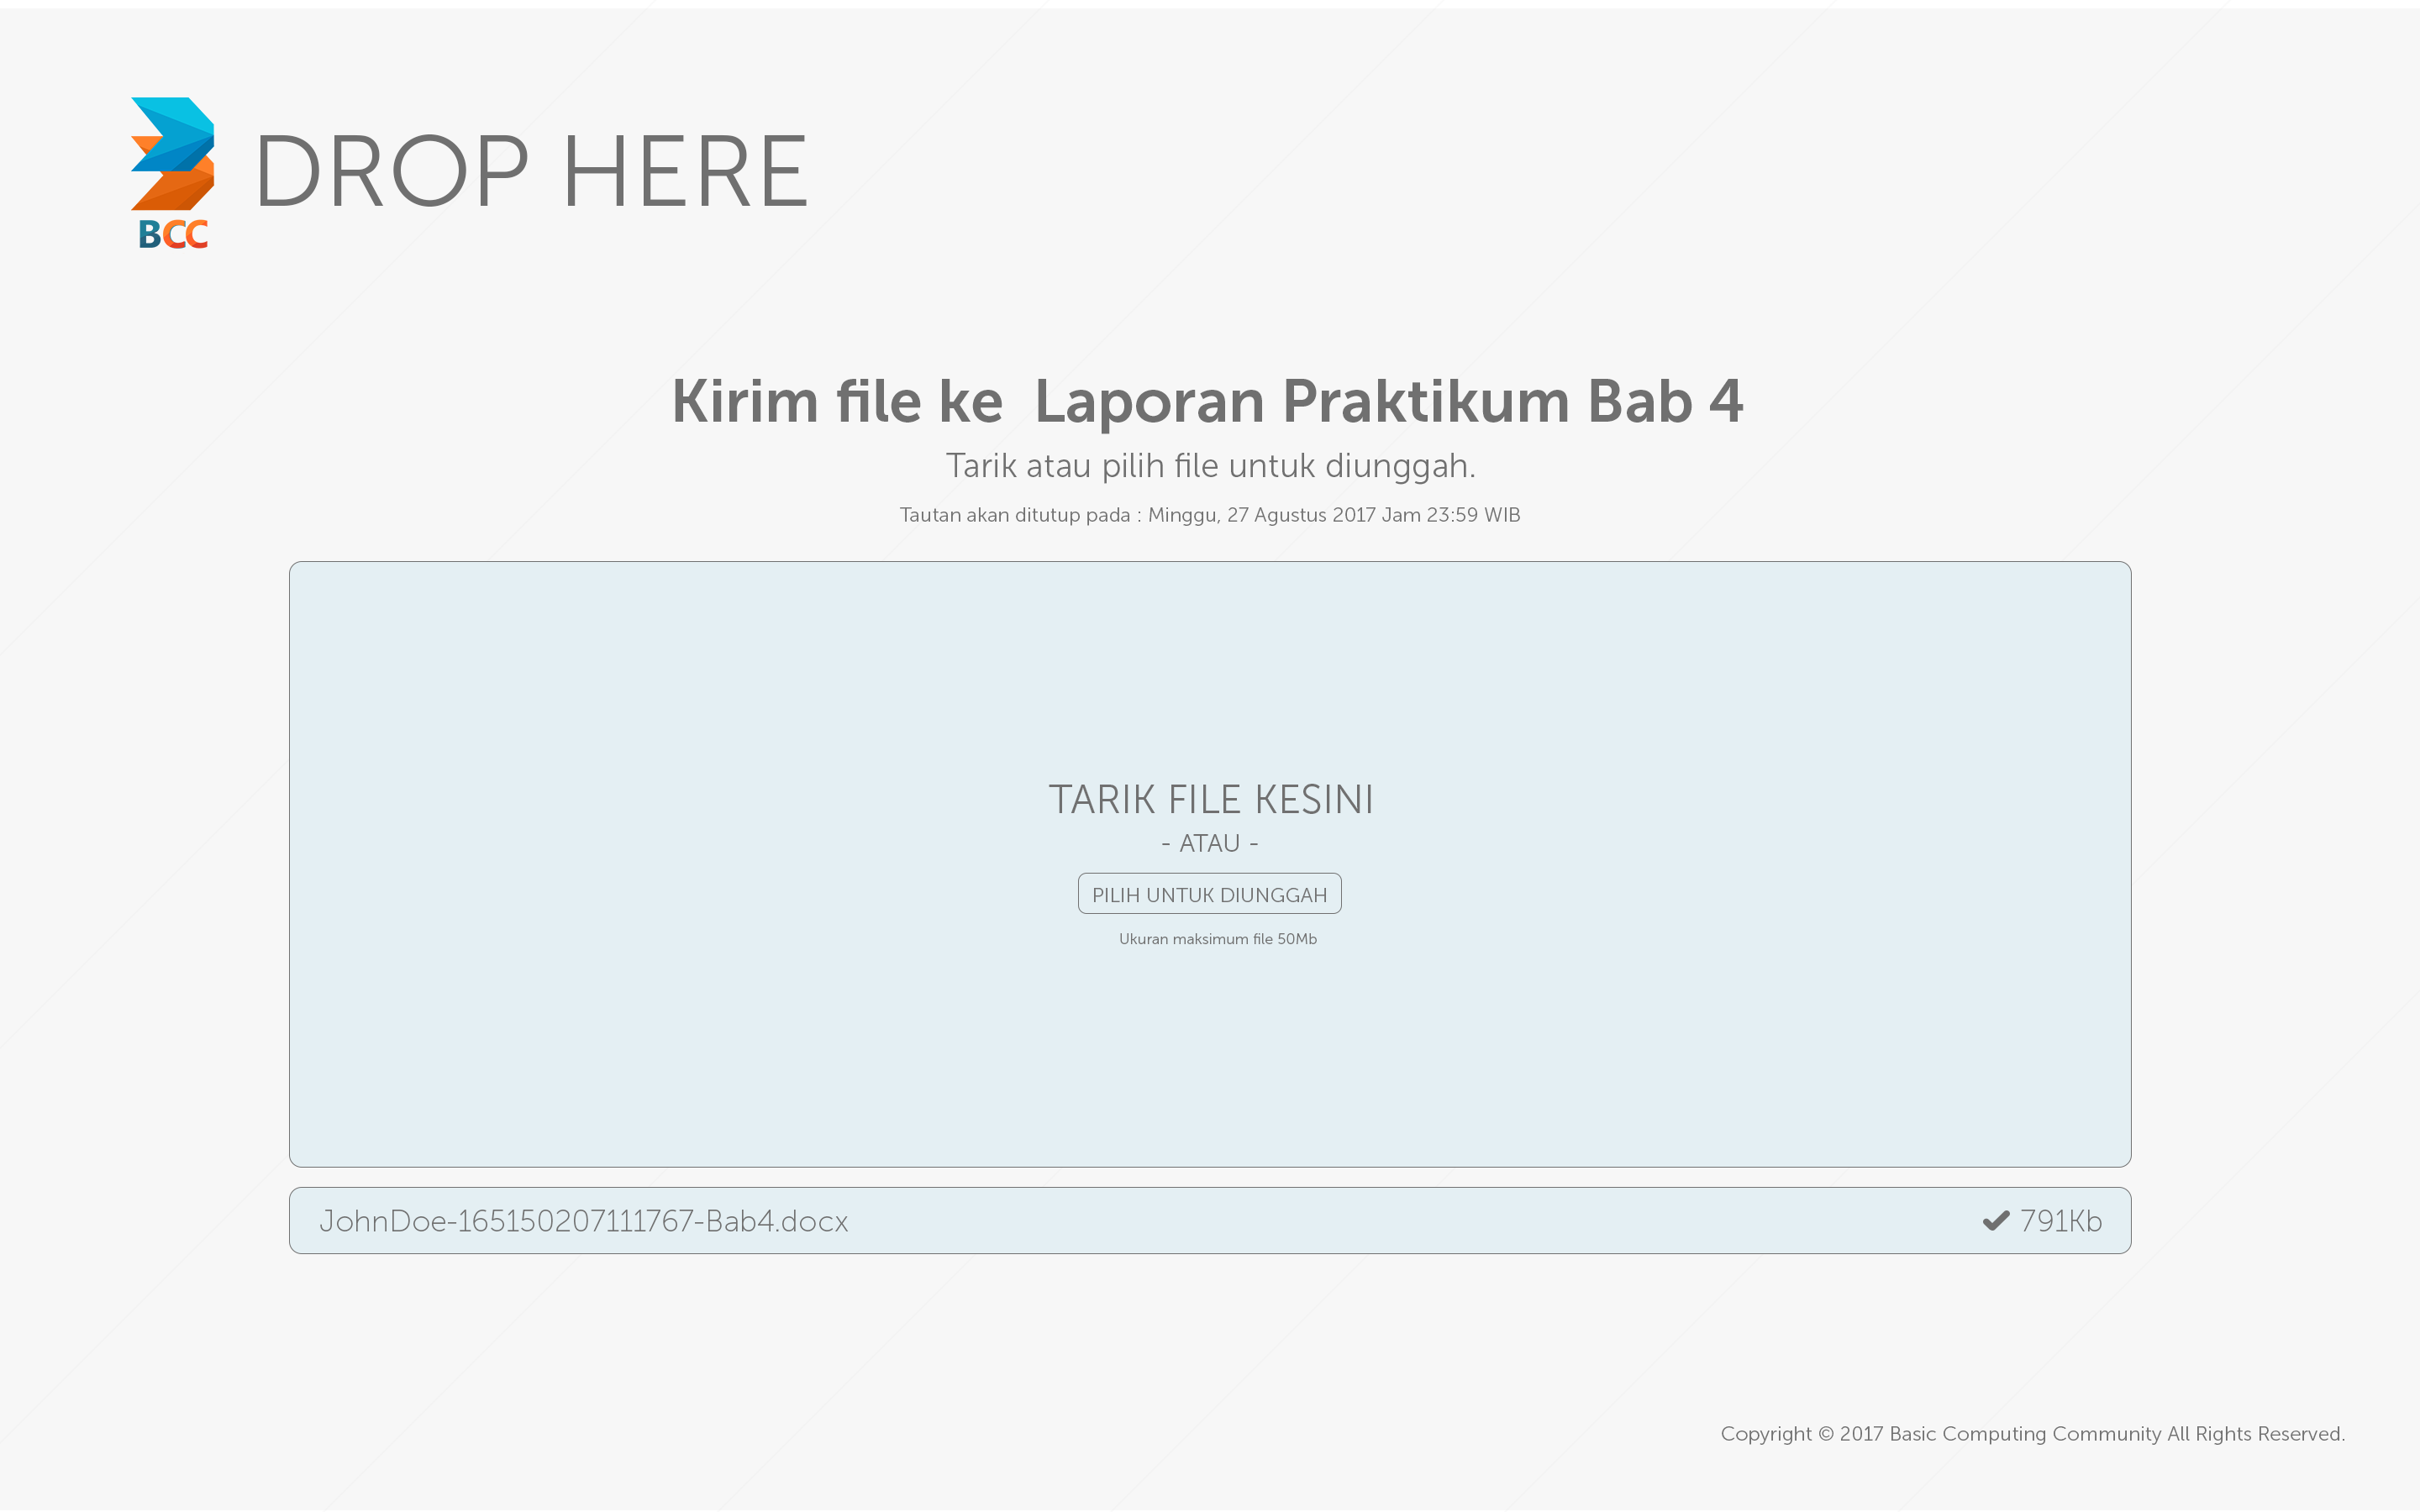 BCC
DROP HERE
Kirim file ke  Laporan Praktikum Bab 4
Tarik atau pilih file untuk diunggah.
Tautan akan ditutup pada : Minggu, 27 Agustus 2017 Jam 23:59 WIB
TARIK FILE KESINI
- ATAU -
PILIH UNTUK DIUNGGAH
Ukuran maksimum file 50Mb
JohnDoe-165150207111767-Bab4.docx 791Kb
Copyright © 2017 Basic Computing Community All Rights Reserved.